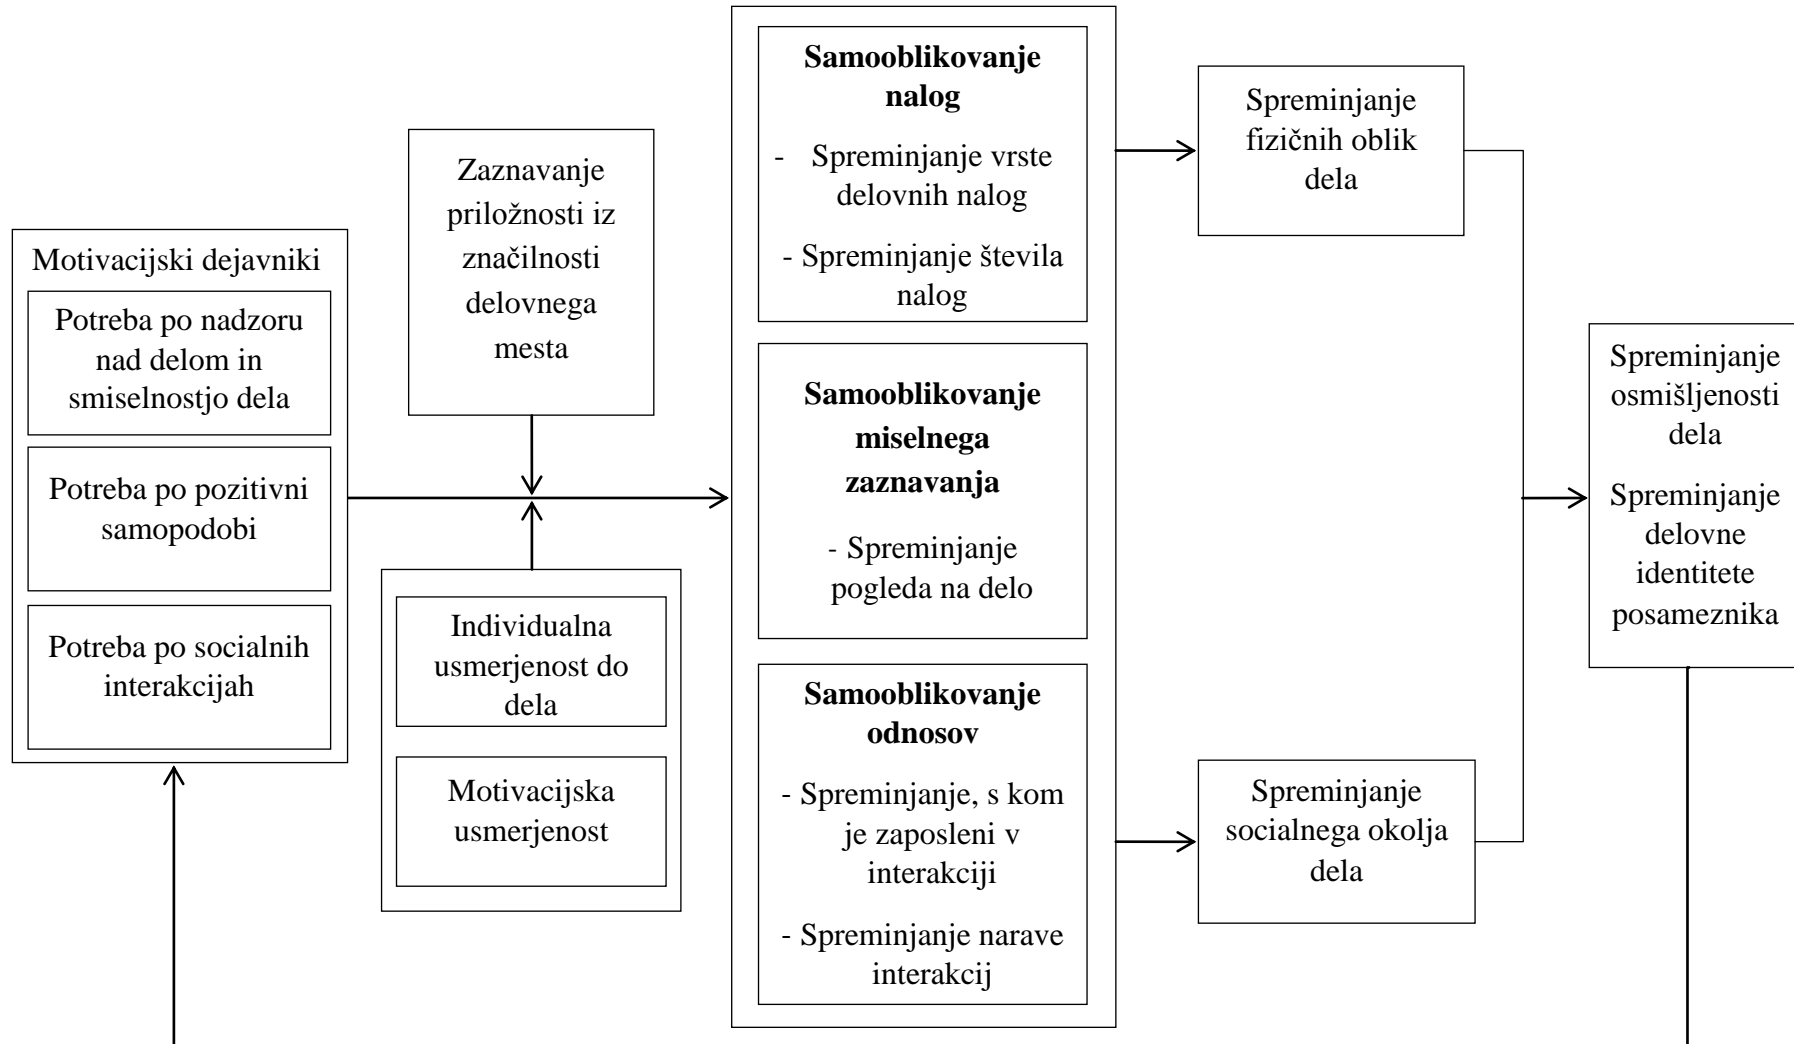 Motivacijski dejavniki
Potreba po nadzoru
nad delom in
smiselnostjo dela
Potreba po pozitivni
samopodobi
Potreba po socialnih
interakcijah
Zaznavanje
priložnosti iz
značilnosti
delovnega
mesta
Individualna
usmerjenost do
dela
Motivacijska
usmerjenost
Samooblikovanje
nalog
- Spreminjanje vrste
delovnih nalog
- Spreminjanje števila
nalog
Samooblikovanje
miselnega
zaznavanja
- Spreminjanje
pogleda na delo
Samooblikovanje
odnosov
- Spreminjanje, s kom
je zaposleni v
interakciji
- Spreminjanje narave
interakcij
Spreminjanje
fizičnih oblik
dela
Spreminjanje
socialnega okolja
dela
Spreminjanje
osmišljenosti
dela
Spreminjanje
delovne
identitete
posameznika